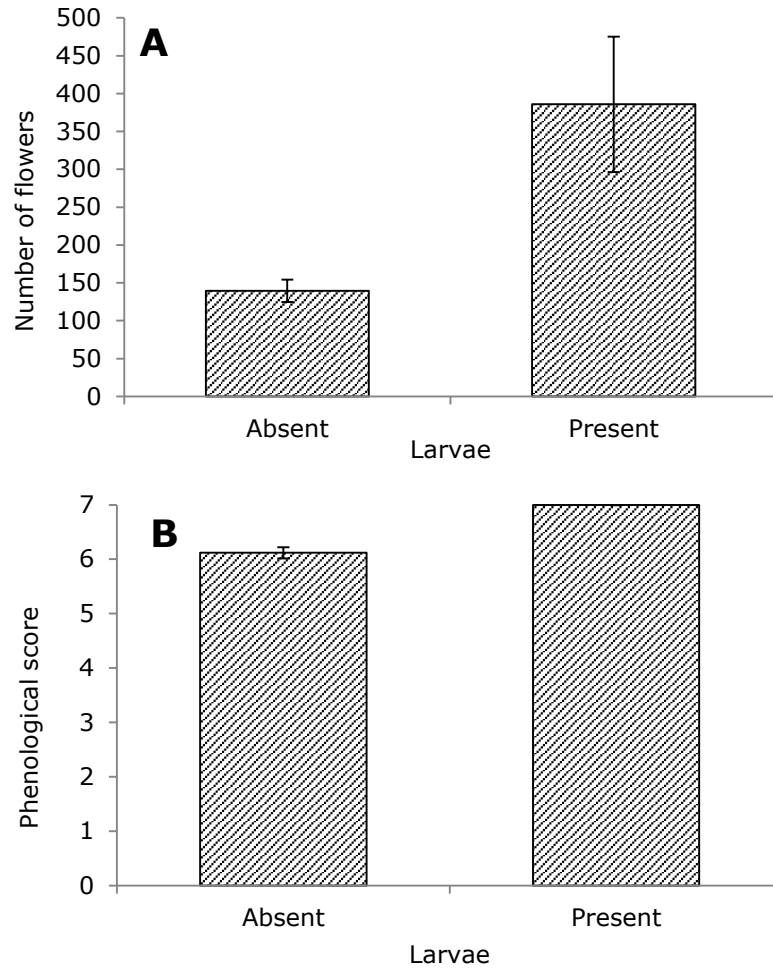 A
Number of flowers
500
450
400
350
300
250
200
150
100
50
0
Absent Present
Larvae
B
Phenological score
7
6
5
4
3
2
1
0
Absent Present
Larvae